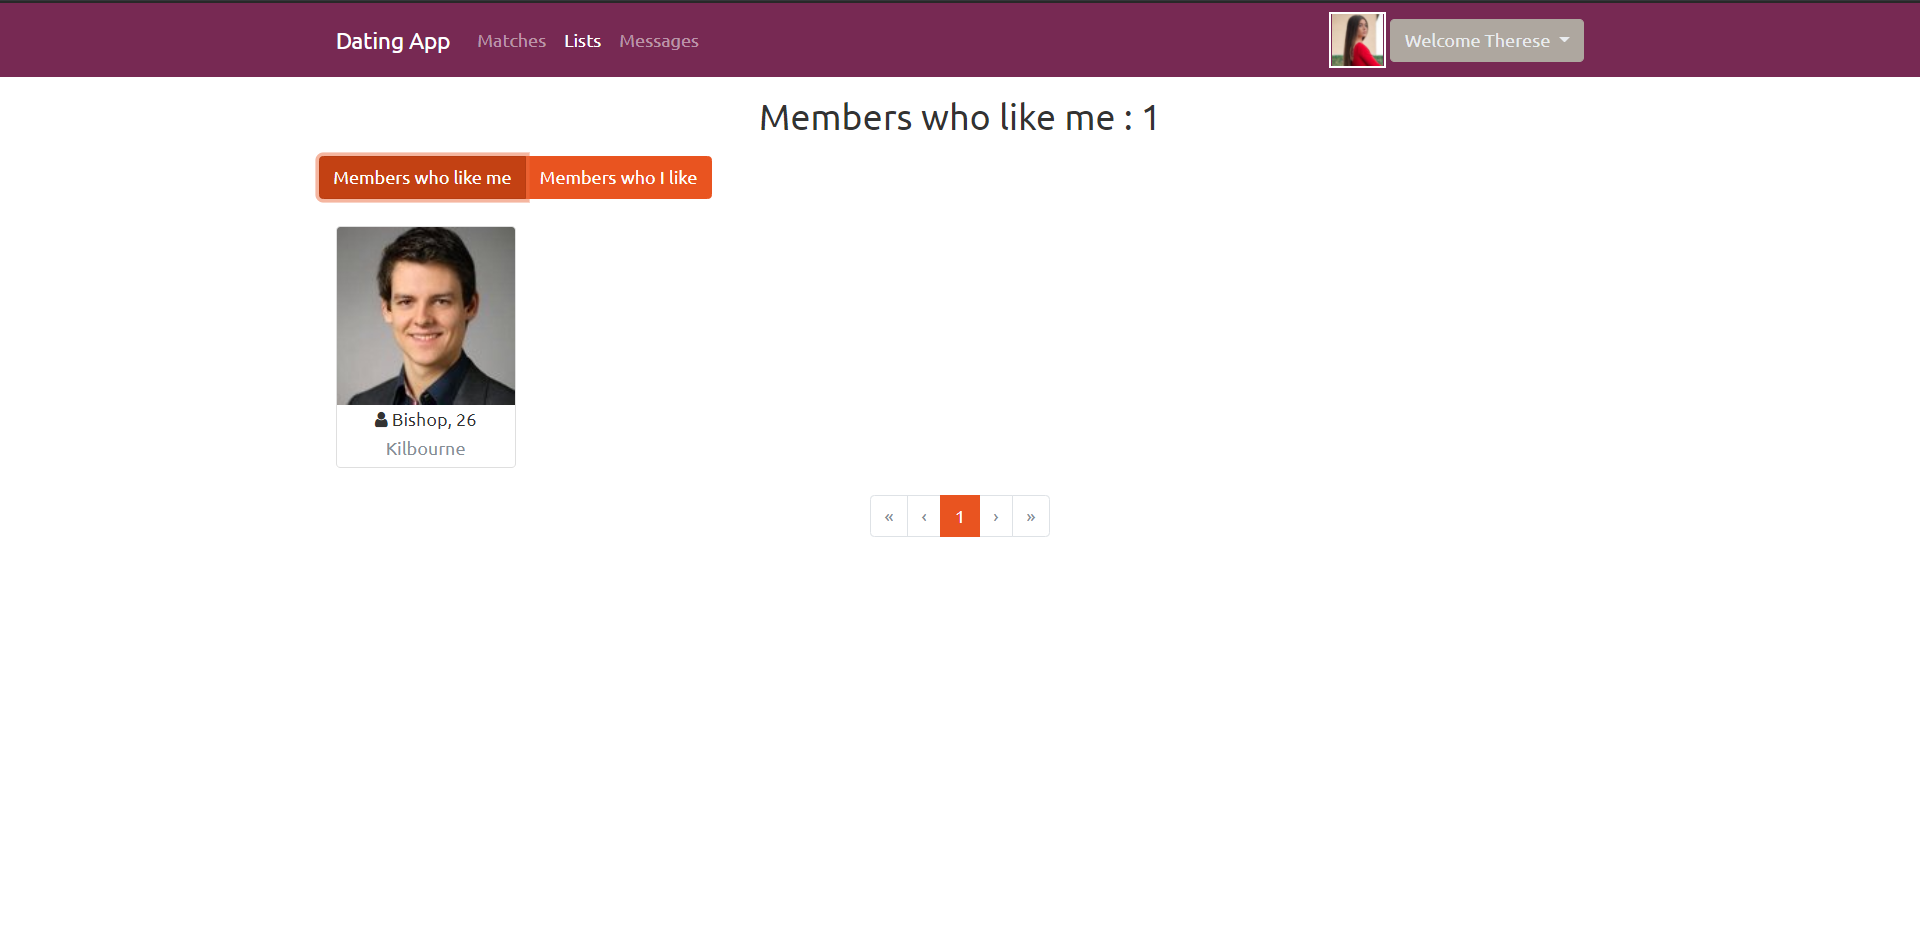 Dating App Matches Lists Messages Welcome Therese
Members who like me : 1
Members who like me Members who I like
Bishop, 26
Kilbourne
« ‹ 1 › »